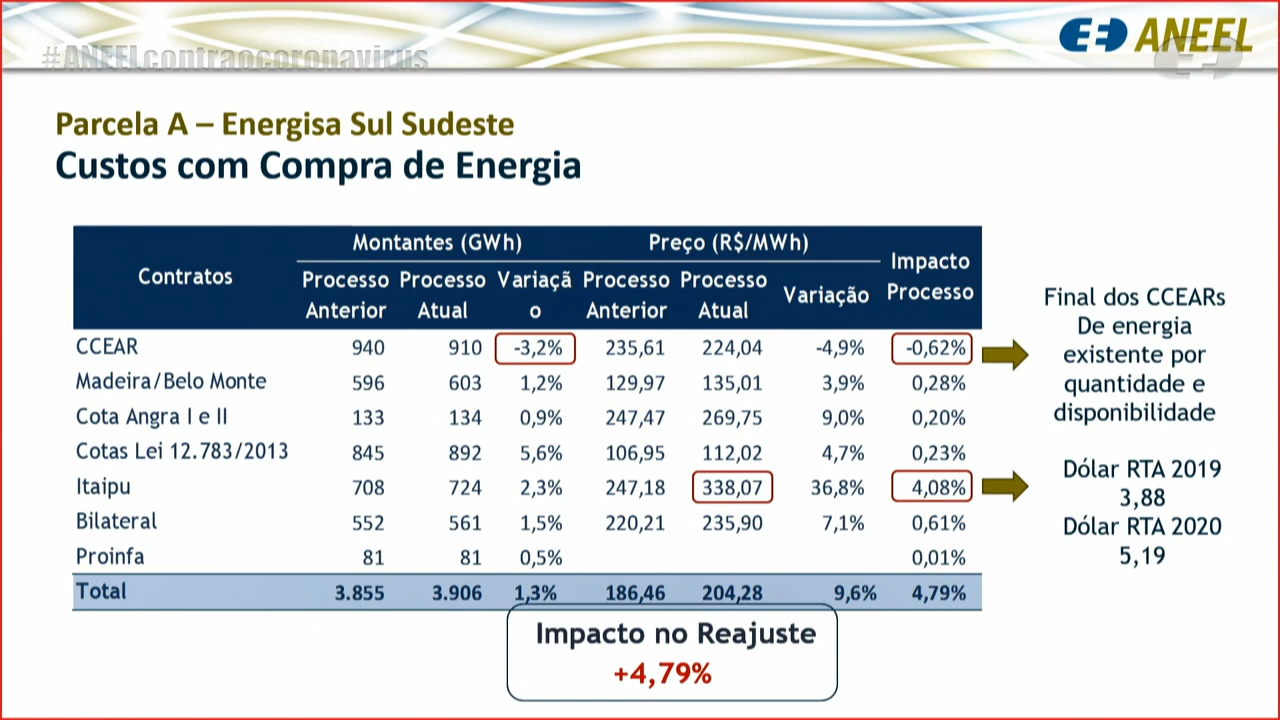 #ANEELcontraocoronavirus
ANEEL
Parcela A – Energisa Sul Sudeste
Custos com Compra de Energia
Contratos Montantes (GWh) Preço (R$/MWh) Impacto Processo
Processo Anterior Processo Atual Variaçã o Processo Anterior Processo Atual Variação
CCEAR 940 910 -3,2% 235,61 224,04 -4,9% -0,62%
Madeira/Belo Monte 596 603 1,2% 129,97 135,01 3,9% 0,28%
Cota Angra I e II 133 134 0,9% 247,47 269,75 9,0% 0,20%
Cotas Lei 12.783/2013 845 892 5,6% 106,95 112,02 4,7% 0,23%
Itaipu 708 724 2,3% 247,18 338,07 36,8% 4,08%
Bilateral 552 561 1,5% 220,21 235,90 7,1% 0,61%
Proinfa 81 81 0,5% 0,01%
Total 3.855 3.906 1,3% 186,46 204,28 9,6% 4,79%
Final dos CCEARs
De energia
existente por
quantidade e
disponibilidade
Dólar RTA 2019
3,88
Dólar RTA 2020
5,19
Impacto no Reajuste
+4,79%